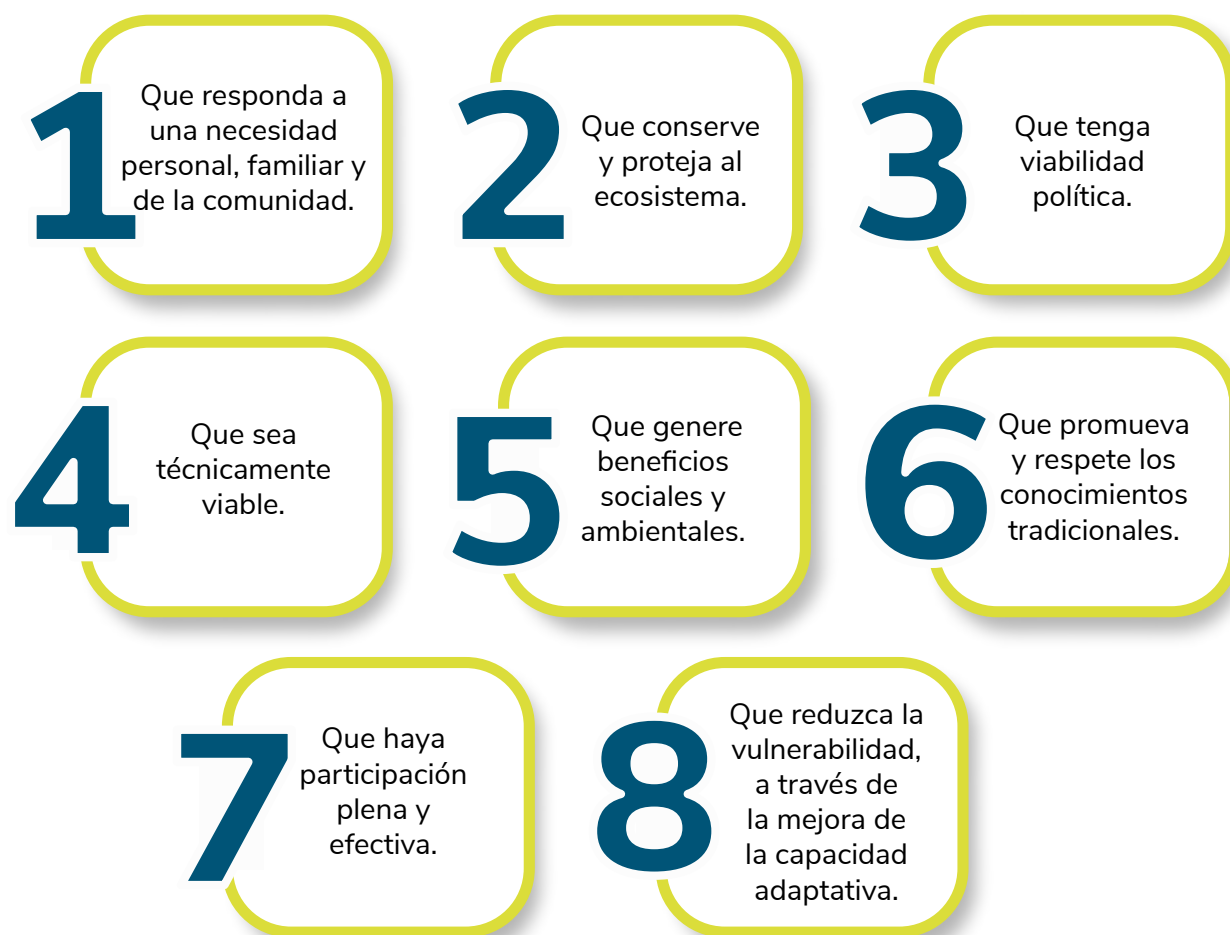 1
Que responda a
una necesidad
personal, familiar y
de la comunidad.
2
Que conserve
y proteja al
ecosistema.
3
Que tenga
viabilidad
política.
4
Que sea
técnicamente
viable.
5
Que genere
beneficios
sociales y
ambientales.
6
Que promueva
y respete los
conocimientos
tradicionales.
7
Que haya
participación
plena y
efectiva.
8
Que reduzca la
vulnerabilidad,
a través de
la mejora de
la capacidad
adaptativa.